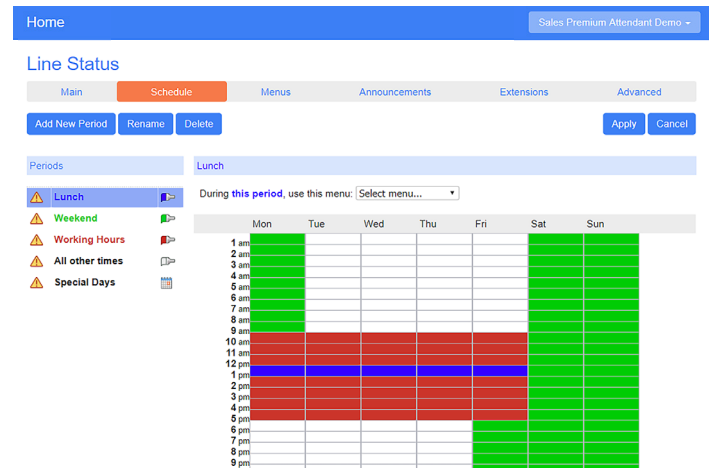 Home Sales Premium Attendant Demo
Line Status
Main Schedule Menus Announcements Extensions Advanced
Add New Period Rename Delete Apply Cancel
Periods Lunch
Lunch During this period, use this menu: Select menu...
Weekend
Working Hours
All other times
Special Days
Mon Tue Wed Thu Fri Sat Sun
1 am
2 am
3 am
4 am
5 am
6 am
7 am
8 am
9 am
10 am
11 am
12 pm
1 pm
2 pm
3 pm
4 pm
5 pm
6 pm
7 pm
8 pm
9 pm